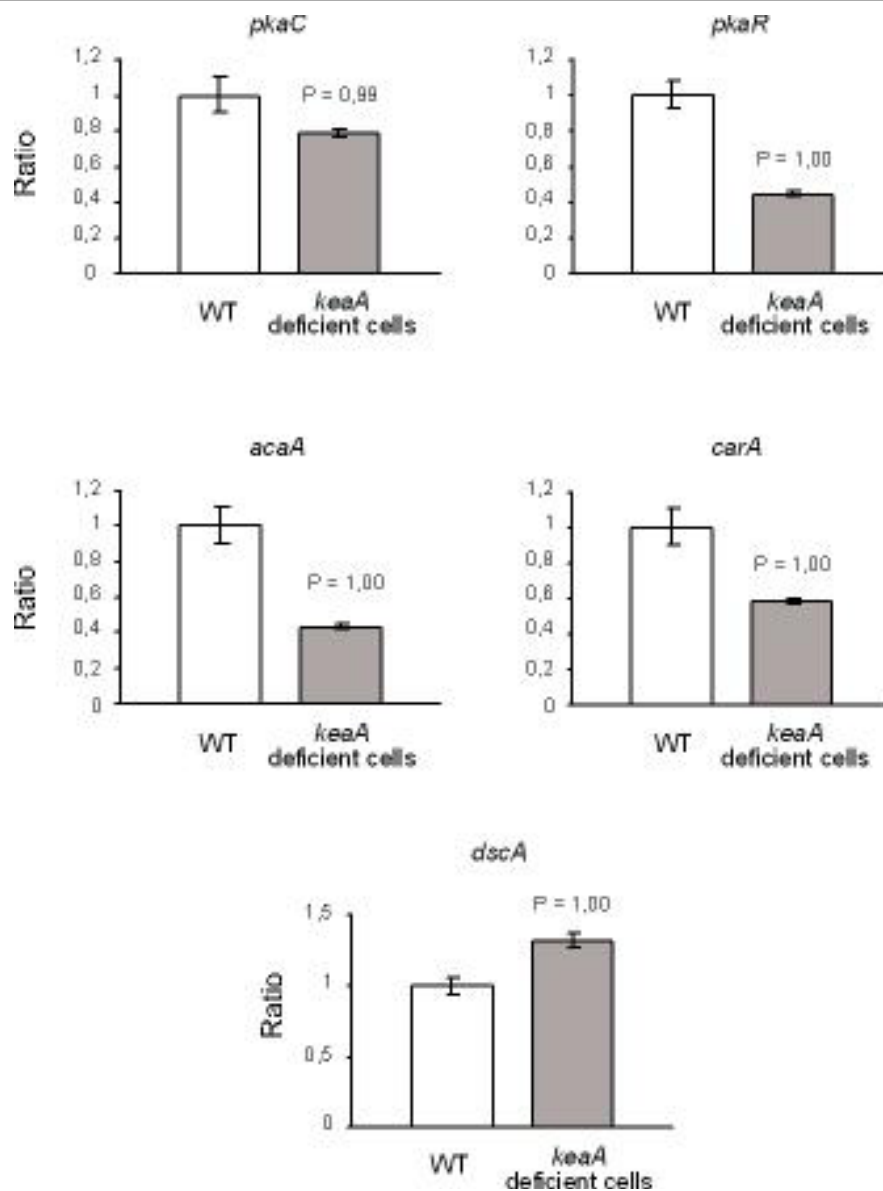 pkaC
1,2
1
0,8
0,6
0,4
0,2
0
Ratio
P = 0,99
WT
keaA
deficient cells
pkaR
1,2
1
0,8
0,6
0,4
0,2
0
P = 1,00
WT
keaA
deficient cells
acaA
1,2
1
0,8
0,6
0,4
0,2
0
Ratio
P = 1,00
WT
keaA
deficient cells
carA
1,2
1
0,8
0,6
0,4
0,2
0
P = 1,00
WT
keaA
deficient cells
dscA
1,5
1
0,5
0
Ratio
P = 1,00
WT
keaA
deficient cells